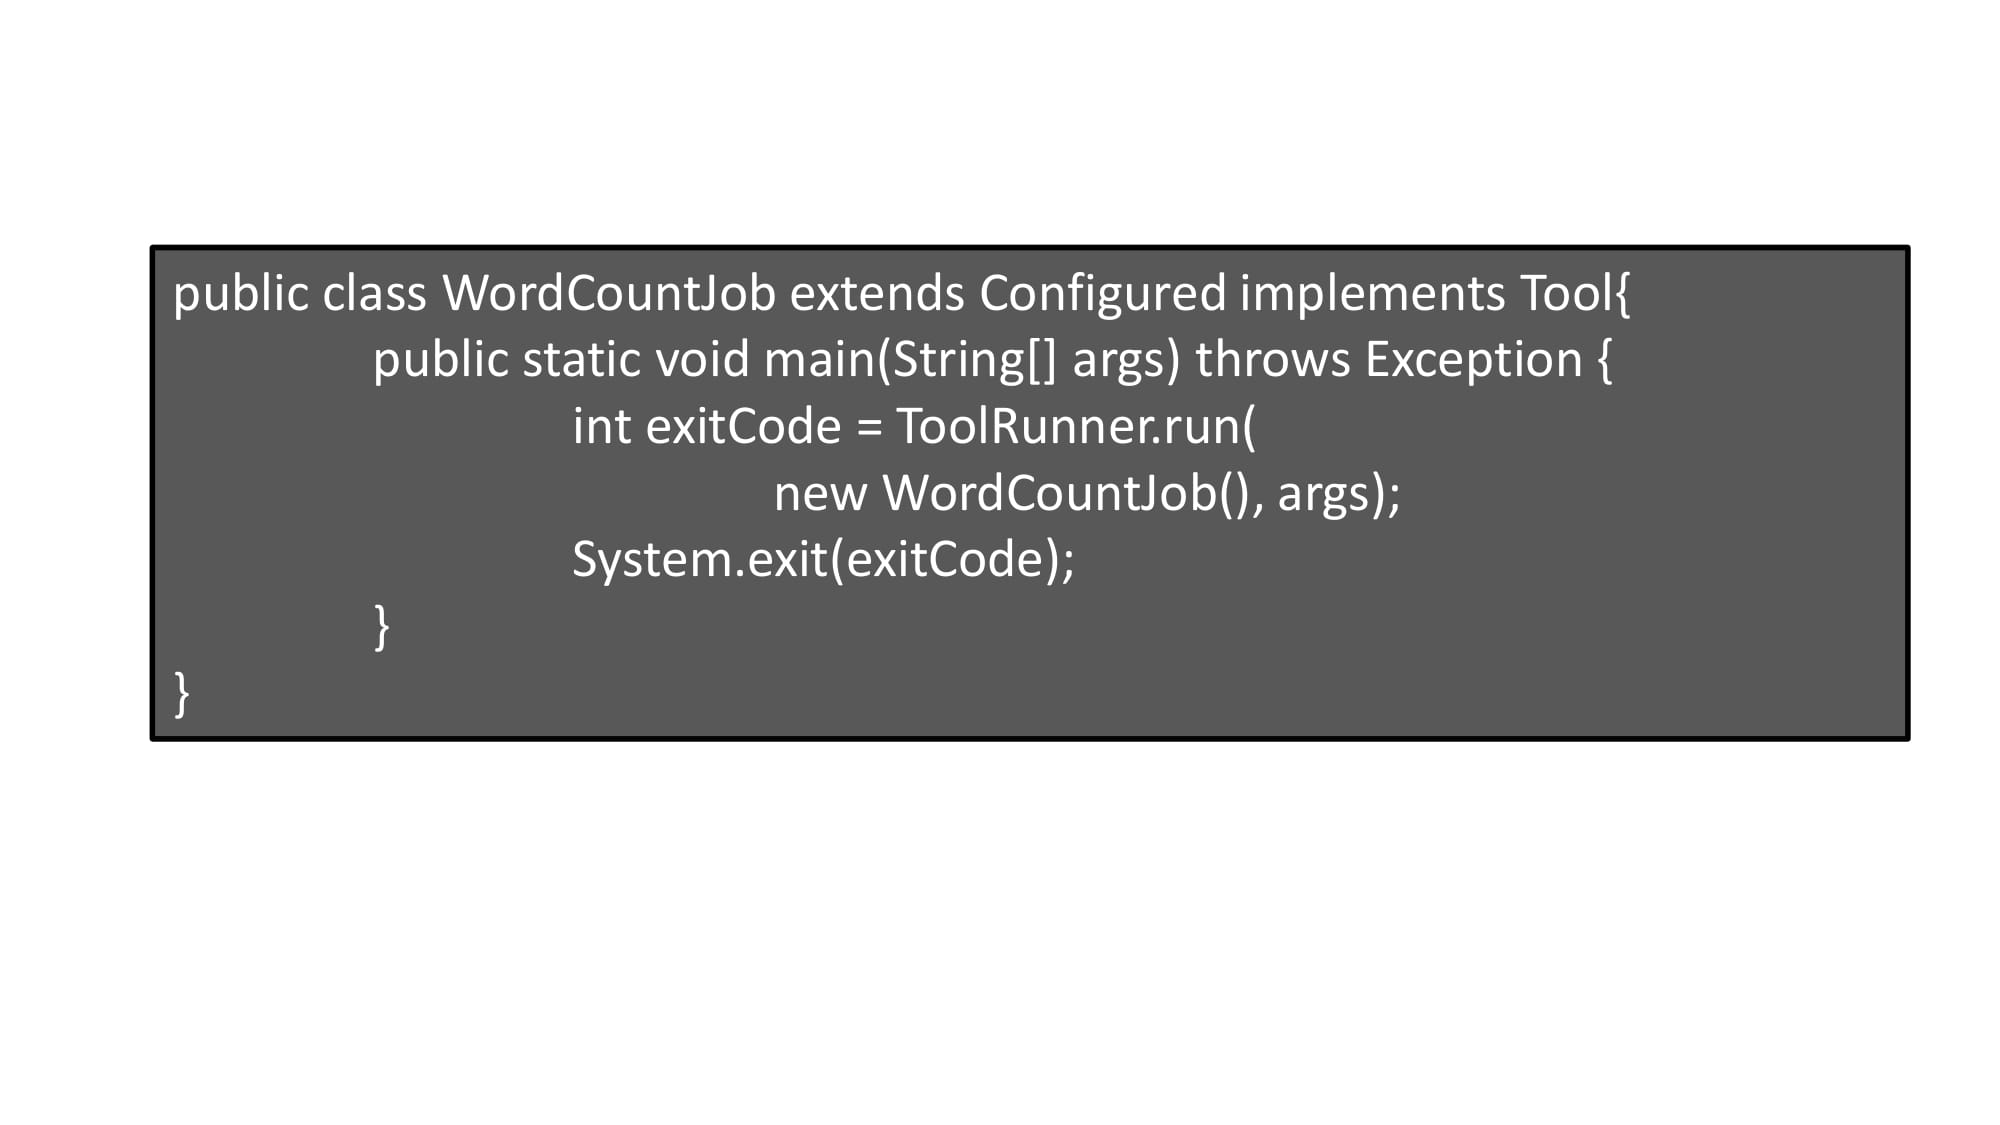 public class WordCountJob extends Configured implements Tool{
public static void main(String[] args) throws Exception {
int exitCode = ToolRunner.run(
new WordCountJob(), args);
System.exit(exitCode);
}
}